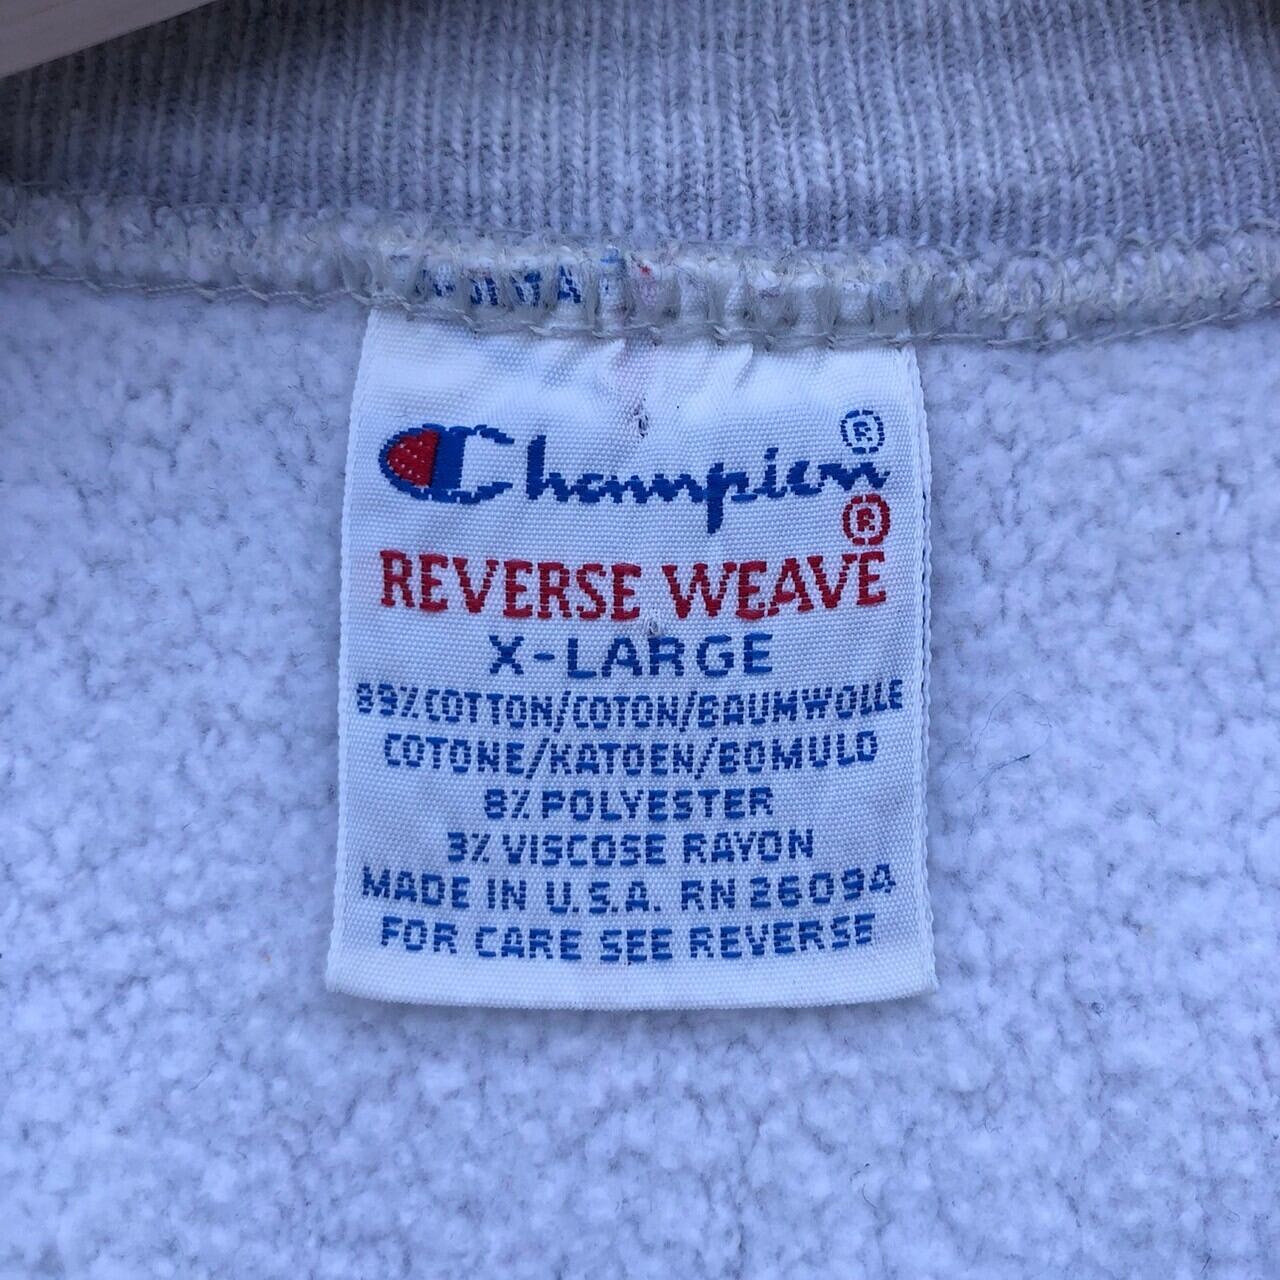 Champion®
®
REVERSE WEAVE
X-LARGE
89% COTTON/COTON/BAUMWOLLE
COTONE/KATOEN/BOMULD
8% POLYESTER
3% VISCOSE RAYON
MADE IN U.S.A. RN 26094
FOR CARE SEE REVERSE